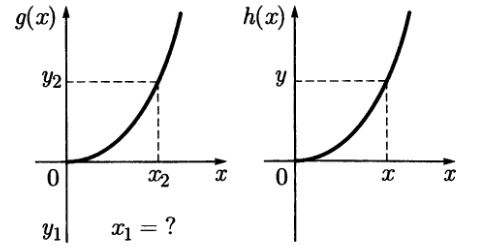 g(x)
y₂
0
x₂
x
y₁
x₁ = ?
h(x)
y
0
x
x